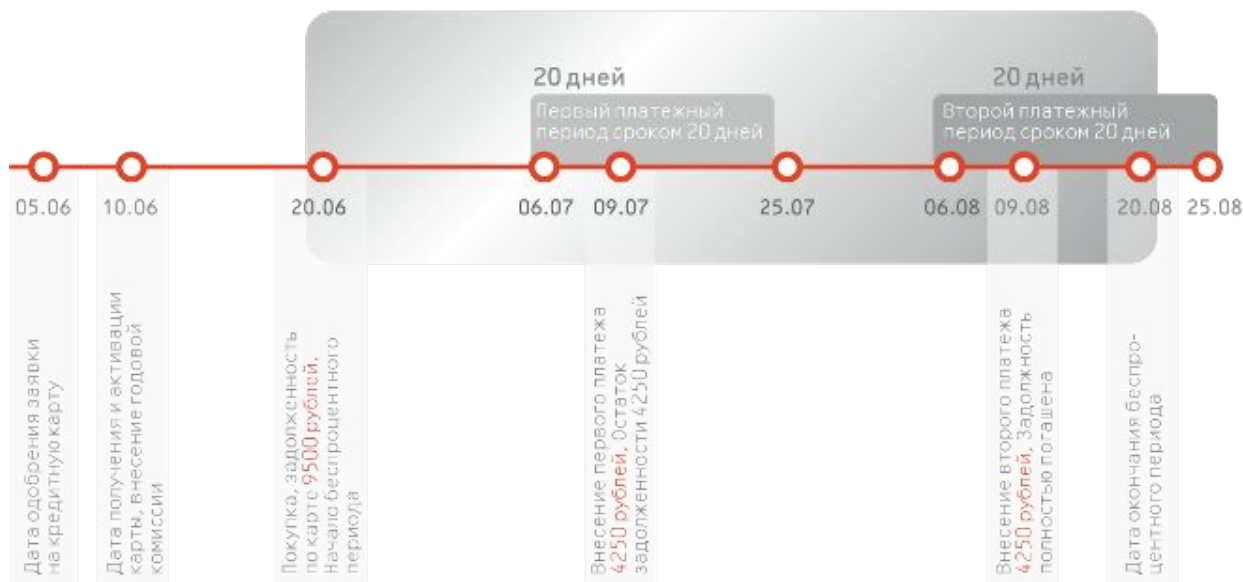 20 дней
20 дней
Первый платежный
период сроком 20 дней
Второй платежный
период сроком 20 дней
05.06
10.06
20.06
06.07
09.07
25.07
06.08
09.08
20.08
25.08
Дата одобрения заявки
на кредитную карту
Дата получения и активации
карты, внесение годовой
комиссии
Покупка, задолженность
по карте 9500 рублей.
Начало беспроцентного
периода
Внесение первого платежа
4250 рублей, Остаток
задолженности 4250 рублей
Внесение второго платежа
4250 рублей, Задолжность
полностью погашена
Дата окончания беспро-
центного периода